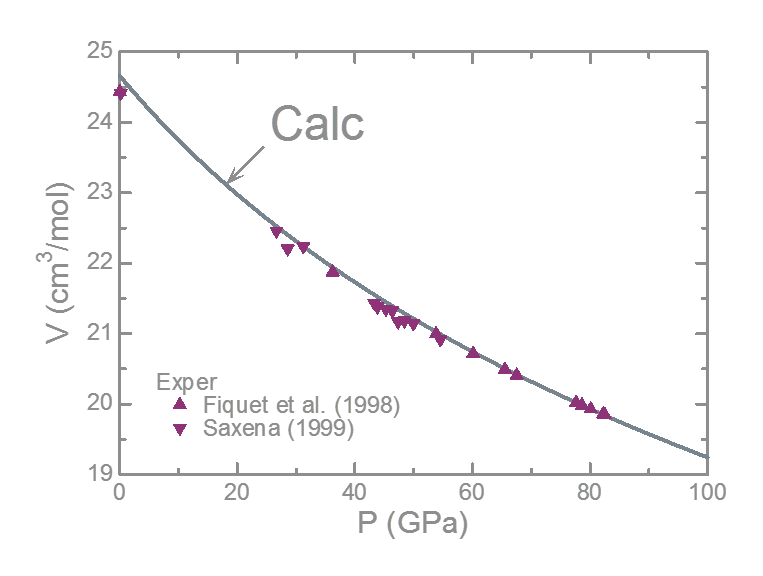 25
24
23
22
21
20
19
V (cm³/mol)
Calc
Exper
Fiquet et al. (1998)
Saxena (1999)
0 20 40 60 80 100
P (GPa)